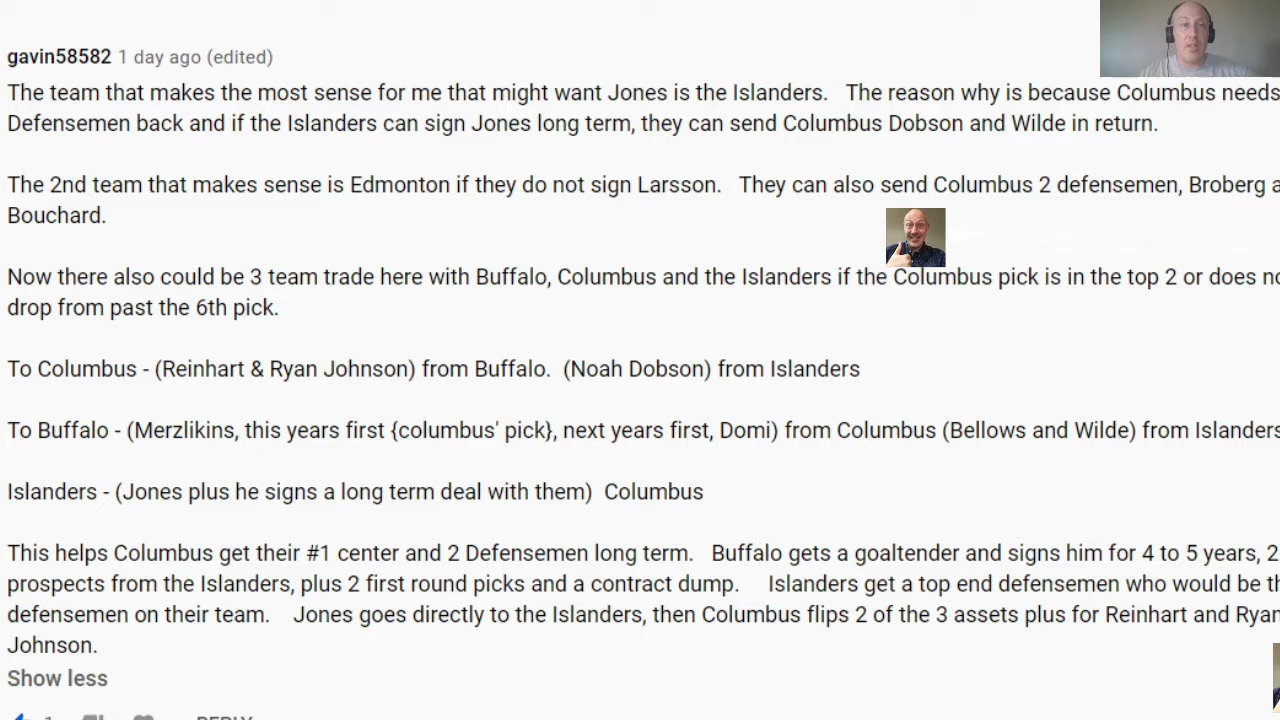 gavin58582 1 day ago (edited)
The team that makes the most sense for me that might want Jones is the Islanders. The reason why is because Columbus needs
Defensemen back and if the Islanders can sign Jones long term, they can send Columbus Dobson and Wilde in return.
The 2nd team that makes sense is Edmonton if they do not sign Larsson. They can also send Columbus 2 defensemen, Broberg a
Bouchard.
Now there also could be 3 team trade here with Buffalo, Columbus and the Islanders if the Columbus pick is in the top 2 or does no
drop from past the 6th pick.
To Columbus - (Reinhart & Ryan Johnson) from Buffalo. (Noah Dobson) from Islanders
To Buffalo - (Merzlikins, this years first {columbus' pick}, next years first, Domi) from Columbus (Bellows and Wilde) from Islanders
Islanders - (Jones plus he signs a long term deal with them) Columbus
This helps Columbus get their #1 center and 2 Defensemen long term. Buffalo gets a goaltender and signs him for 4 to 5 years, 2
prospects from the Islanders, plus 2 first round picks and a contract dump. Islanders get a top end defensemen who would be th
defensemen on their team. Jones goes directly to the Islanders, then Columbus flips 2 of the 3 assets plus for Reinhart and Ryan
Johnson.
Show less
1 REPLY